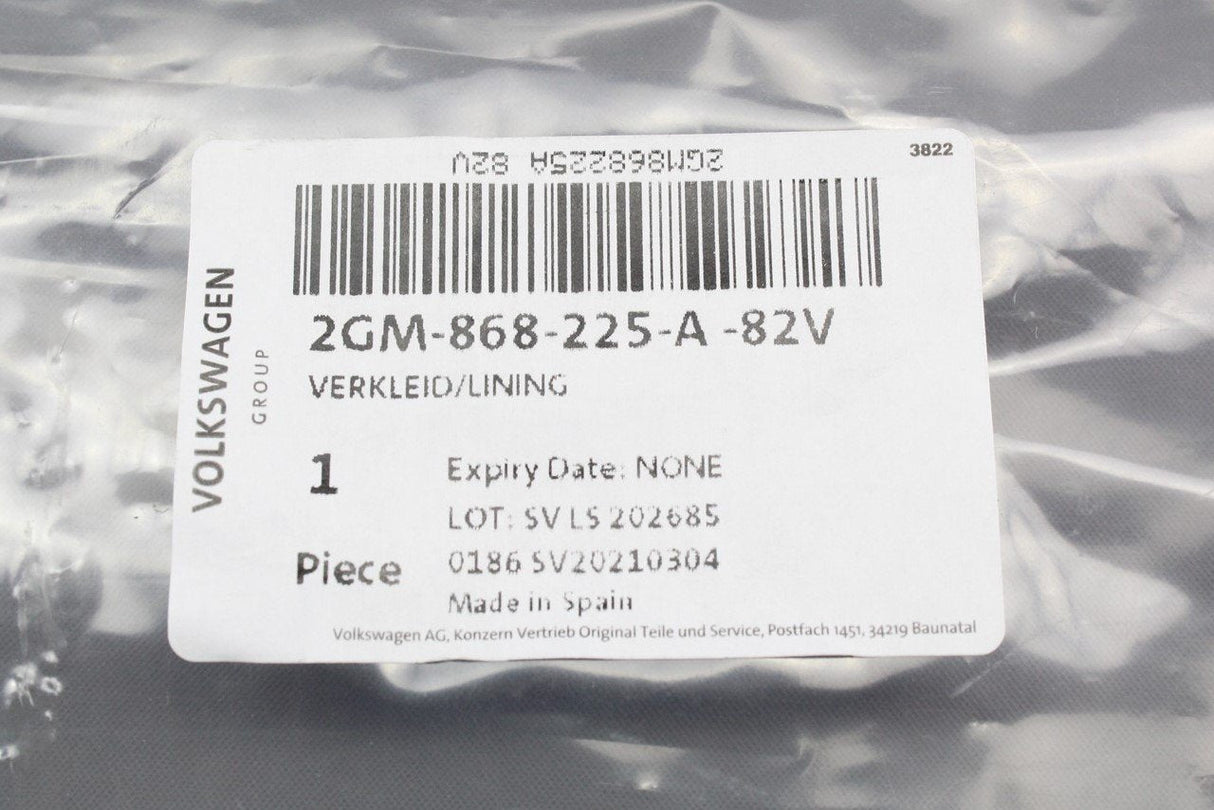 2GM868225A 82V
3822
VOLKSWAGEN
GROUP
2GM-868-225-A -82V
VERKLEID/LINING
1
Piece
Expiry Date: NONE
LOT: SV LS 202685
0186 SV20210304
Made in Spain
Volkswagen AG, Konzern Vertrieb Original Teile und Service, Postfach 1451, 34219 Baunatal